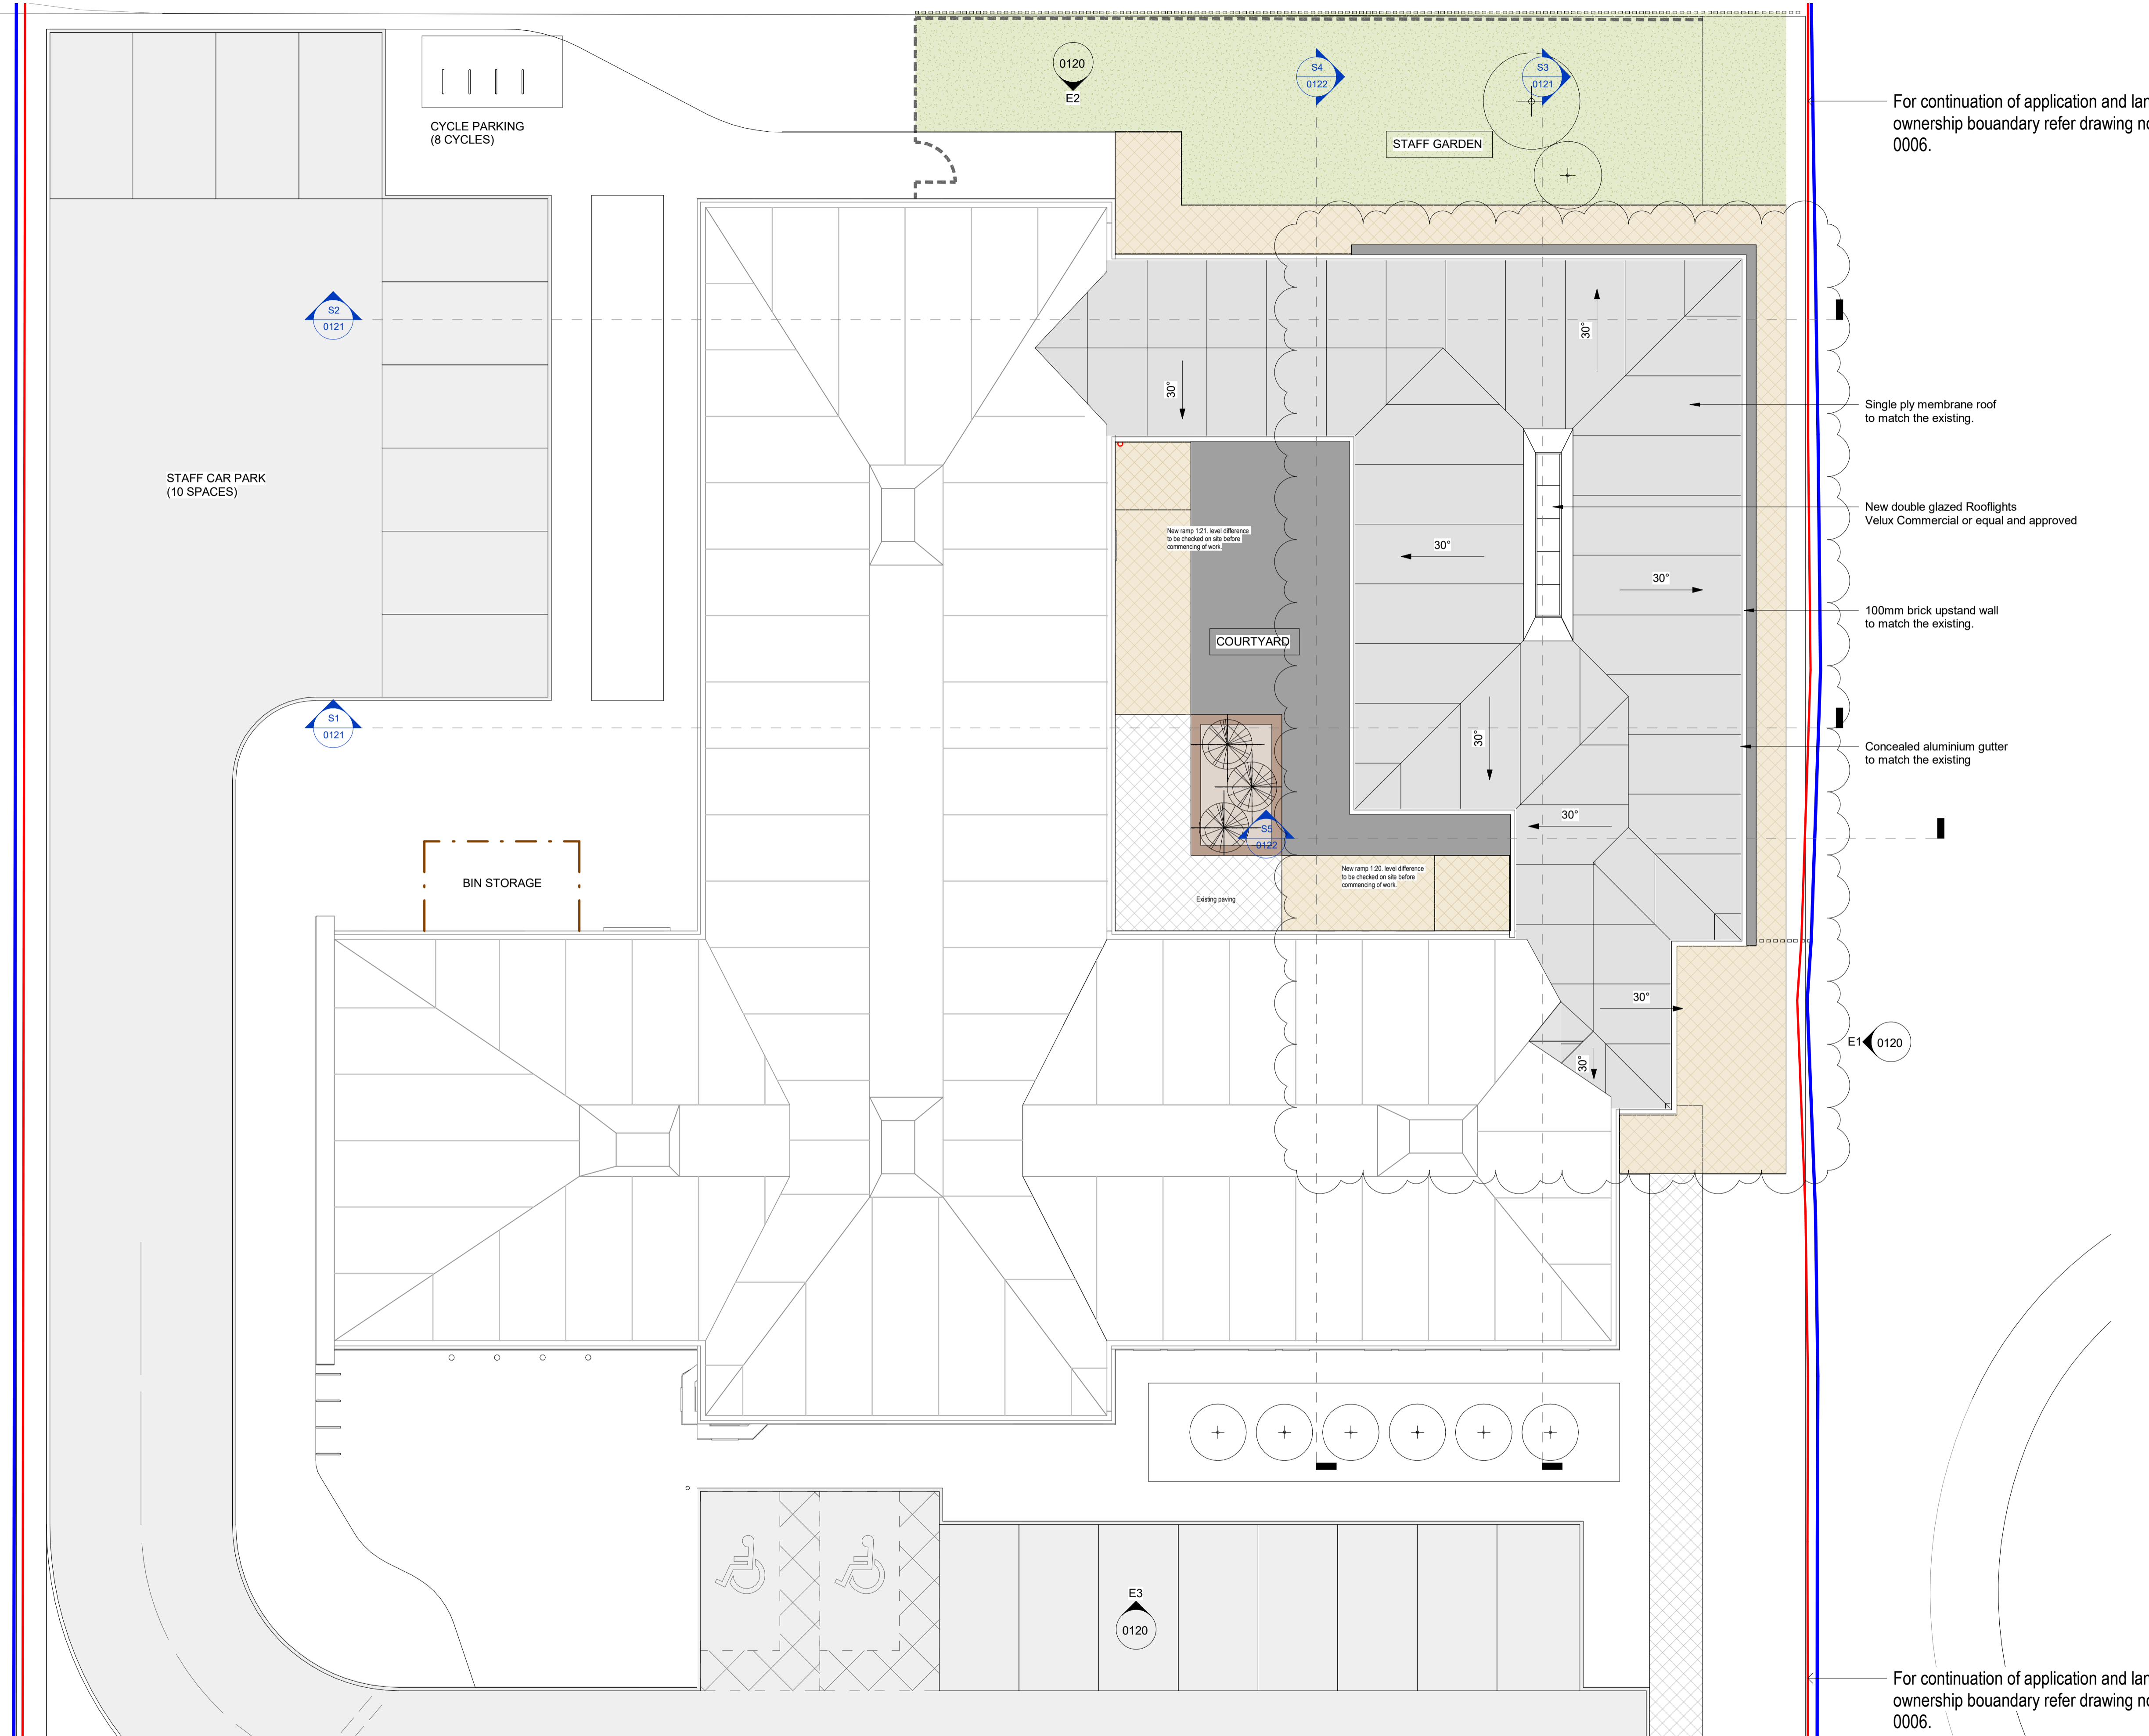 0120
E2
S4
0122
S3
0121
For continuation of application and lan
ownership bouandary refer drawing no
0006.
CYCLE PARKING
(8 CYCLES)
STAFF GARDEN
S2
0121
30°
30°
Single ply membrane roof
to match the existing.
STAFF CAR PARK
(10 SPACES)
New double glazed Rooflights
Velux Commercial or equal and approved
New ramp 1:21. level difference
to be checked on site before
commencing of work.
30°
30°
100mm brick upstand wall
to match the existing.
COURTYARD
S1
0121
30°
Concealed aluminium gutter
to match the existing
30°
S5
0122
BIN STORAGE
New ramp 1:20. level difference
to be checked on site before
commencing of work.
Existing paving
30°
E1
0120
30°
E3
0120
For continuation of application and lan
ownership bouandary refer drawing no
0006.